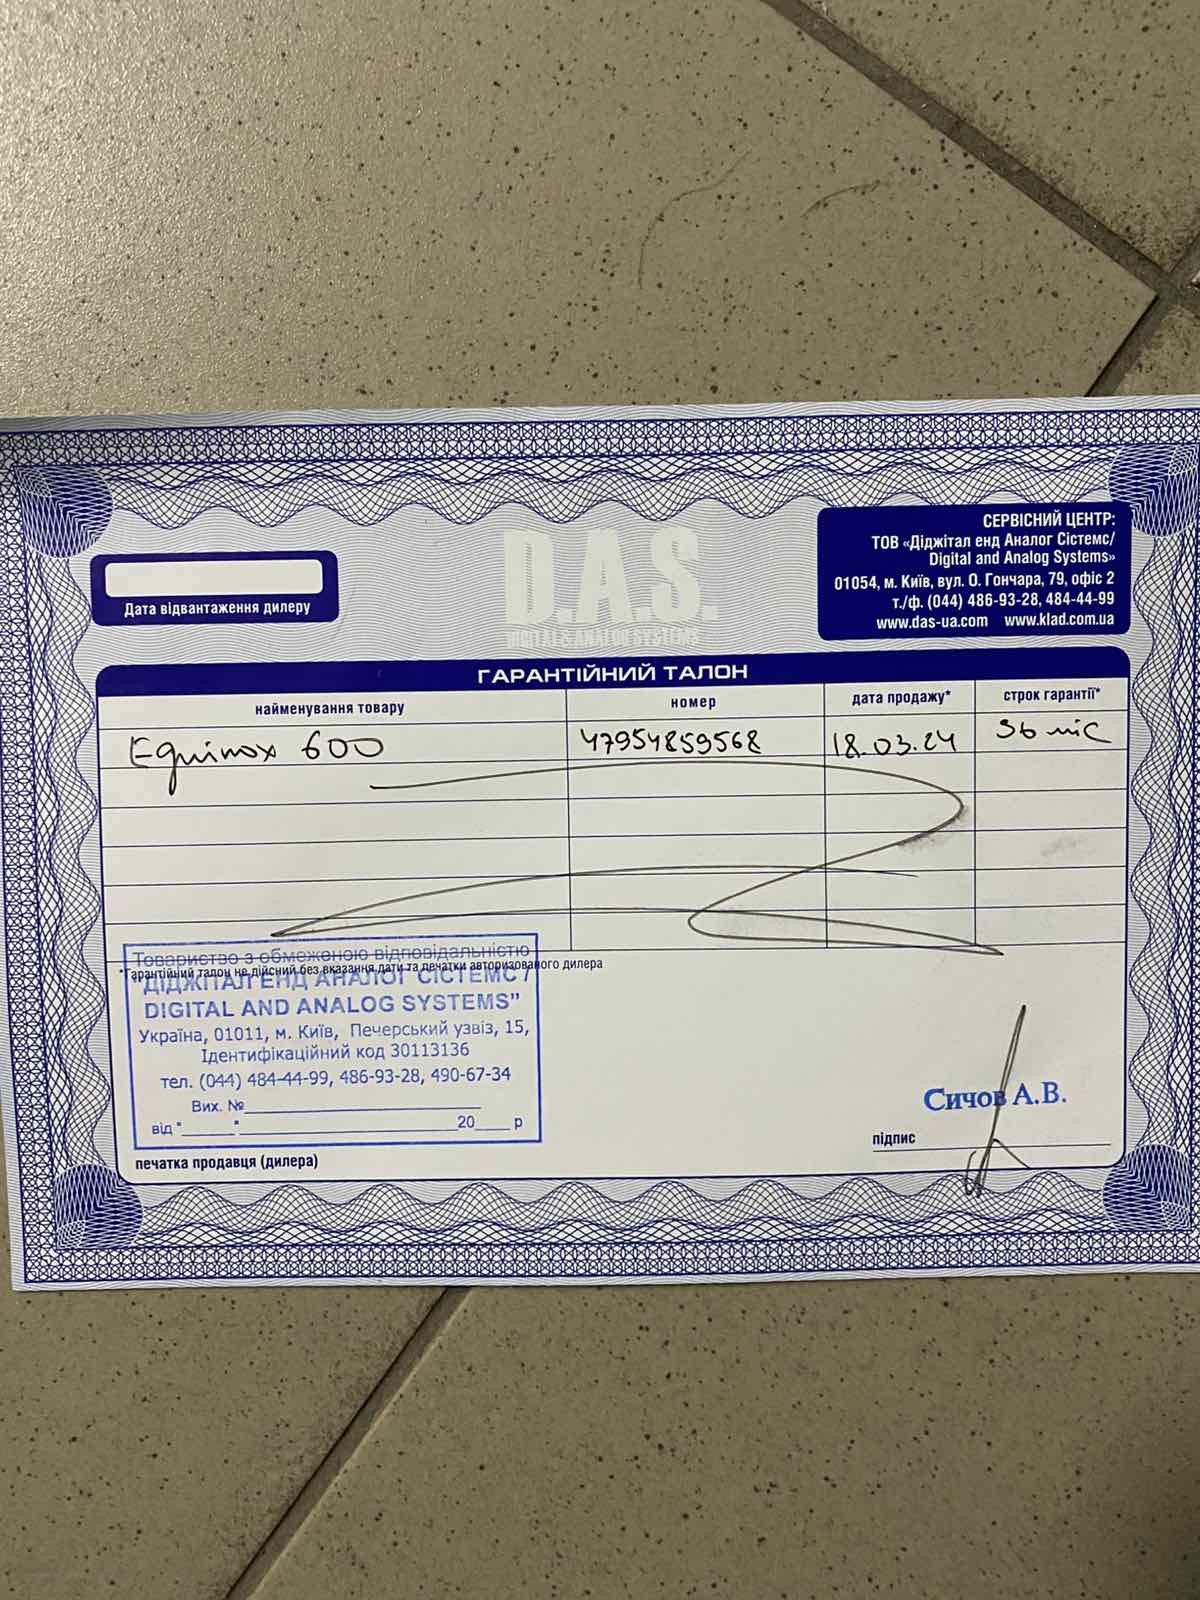 D.A.S.
DIGITAL & ANALOG SYSTEMS
Дата відвантаження дилеру
СЕРВІСНИЙ ЦЕНТР:
ТОВ «Діджітал енд Аналог Сістемс/
Digital and Analog Systems»
01054, м. Київ, вул. О. Гончара, 79, офіс 2
т./ф. (044) 486-93-28, 484-44-99
www.das-ua.com www.klad.com.ua
ГАРАНТІЙНИЙ ТАЛОН
найменування товару номер дата продажу* строк гарантії*
Equinox 600 47954859568 18.03.24 36 міс
Товариство з обмеженою відповідальністю
*Гарантійний талон не дійсний без вказання дати та печатки авторизованого дилера
"ДІДЖІТАЛ ЕНД АНАЛОГ СІСТЕМС /
DIGITAL AND ANALOG SYSTEMS"
Україна, 01011, м. Київ, Печерський узвіз, 15,
Ідентифікаційний код 30113136
тел. (044) 484-44-99, 486-93-28, 490-67-34
Вих. №
від "____" ____ 20___ р
Сичов А.В.
підпис
печатка продавця (дилера)